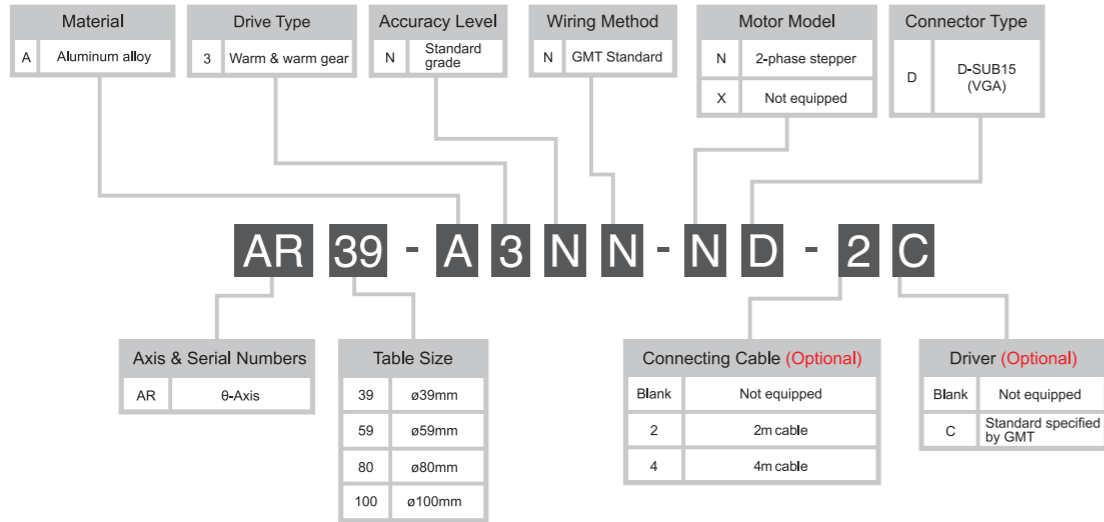 Material
A Aluminum alloy
Drive Type
3 Warm & warm gear
Accuracy Level
N Standard
grade
Wiring Method
N GMT Standard
Motor Model
N 2-phase stepper
X Not equipped
Connector Type
D D-SUB15
(VGA)
AR 39 - A 3 N N - N D - 2 C
Axis & Serial Numbers
AR θ-Axis
Table Size
39 ø39mm
59 ø59mm
80 ø80mm
100 ø100mm
Connecting Cable (Optional)
Blank Not equipped
2 2m cable
4 4m cable
Driver (Optional)
Blank Not equipped
C Standard specified
by GMT